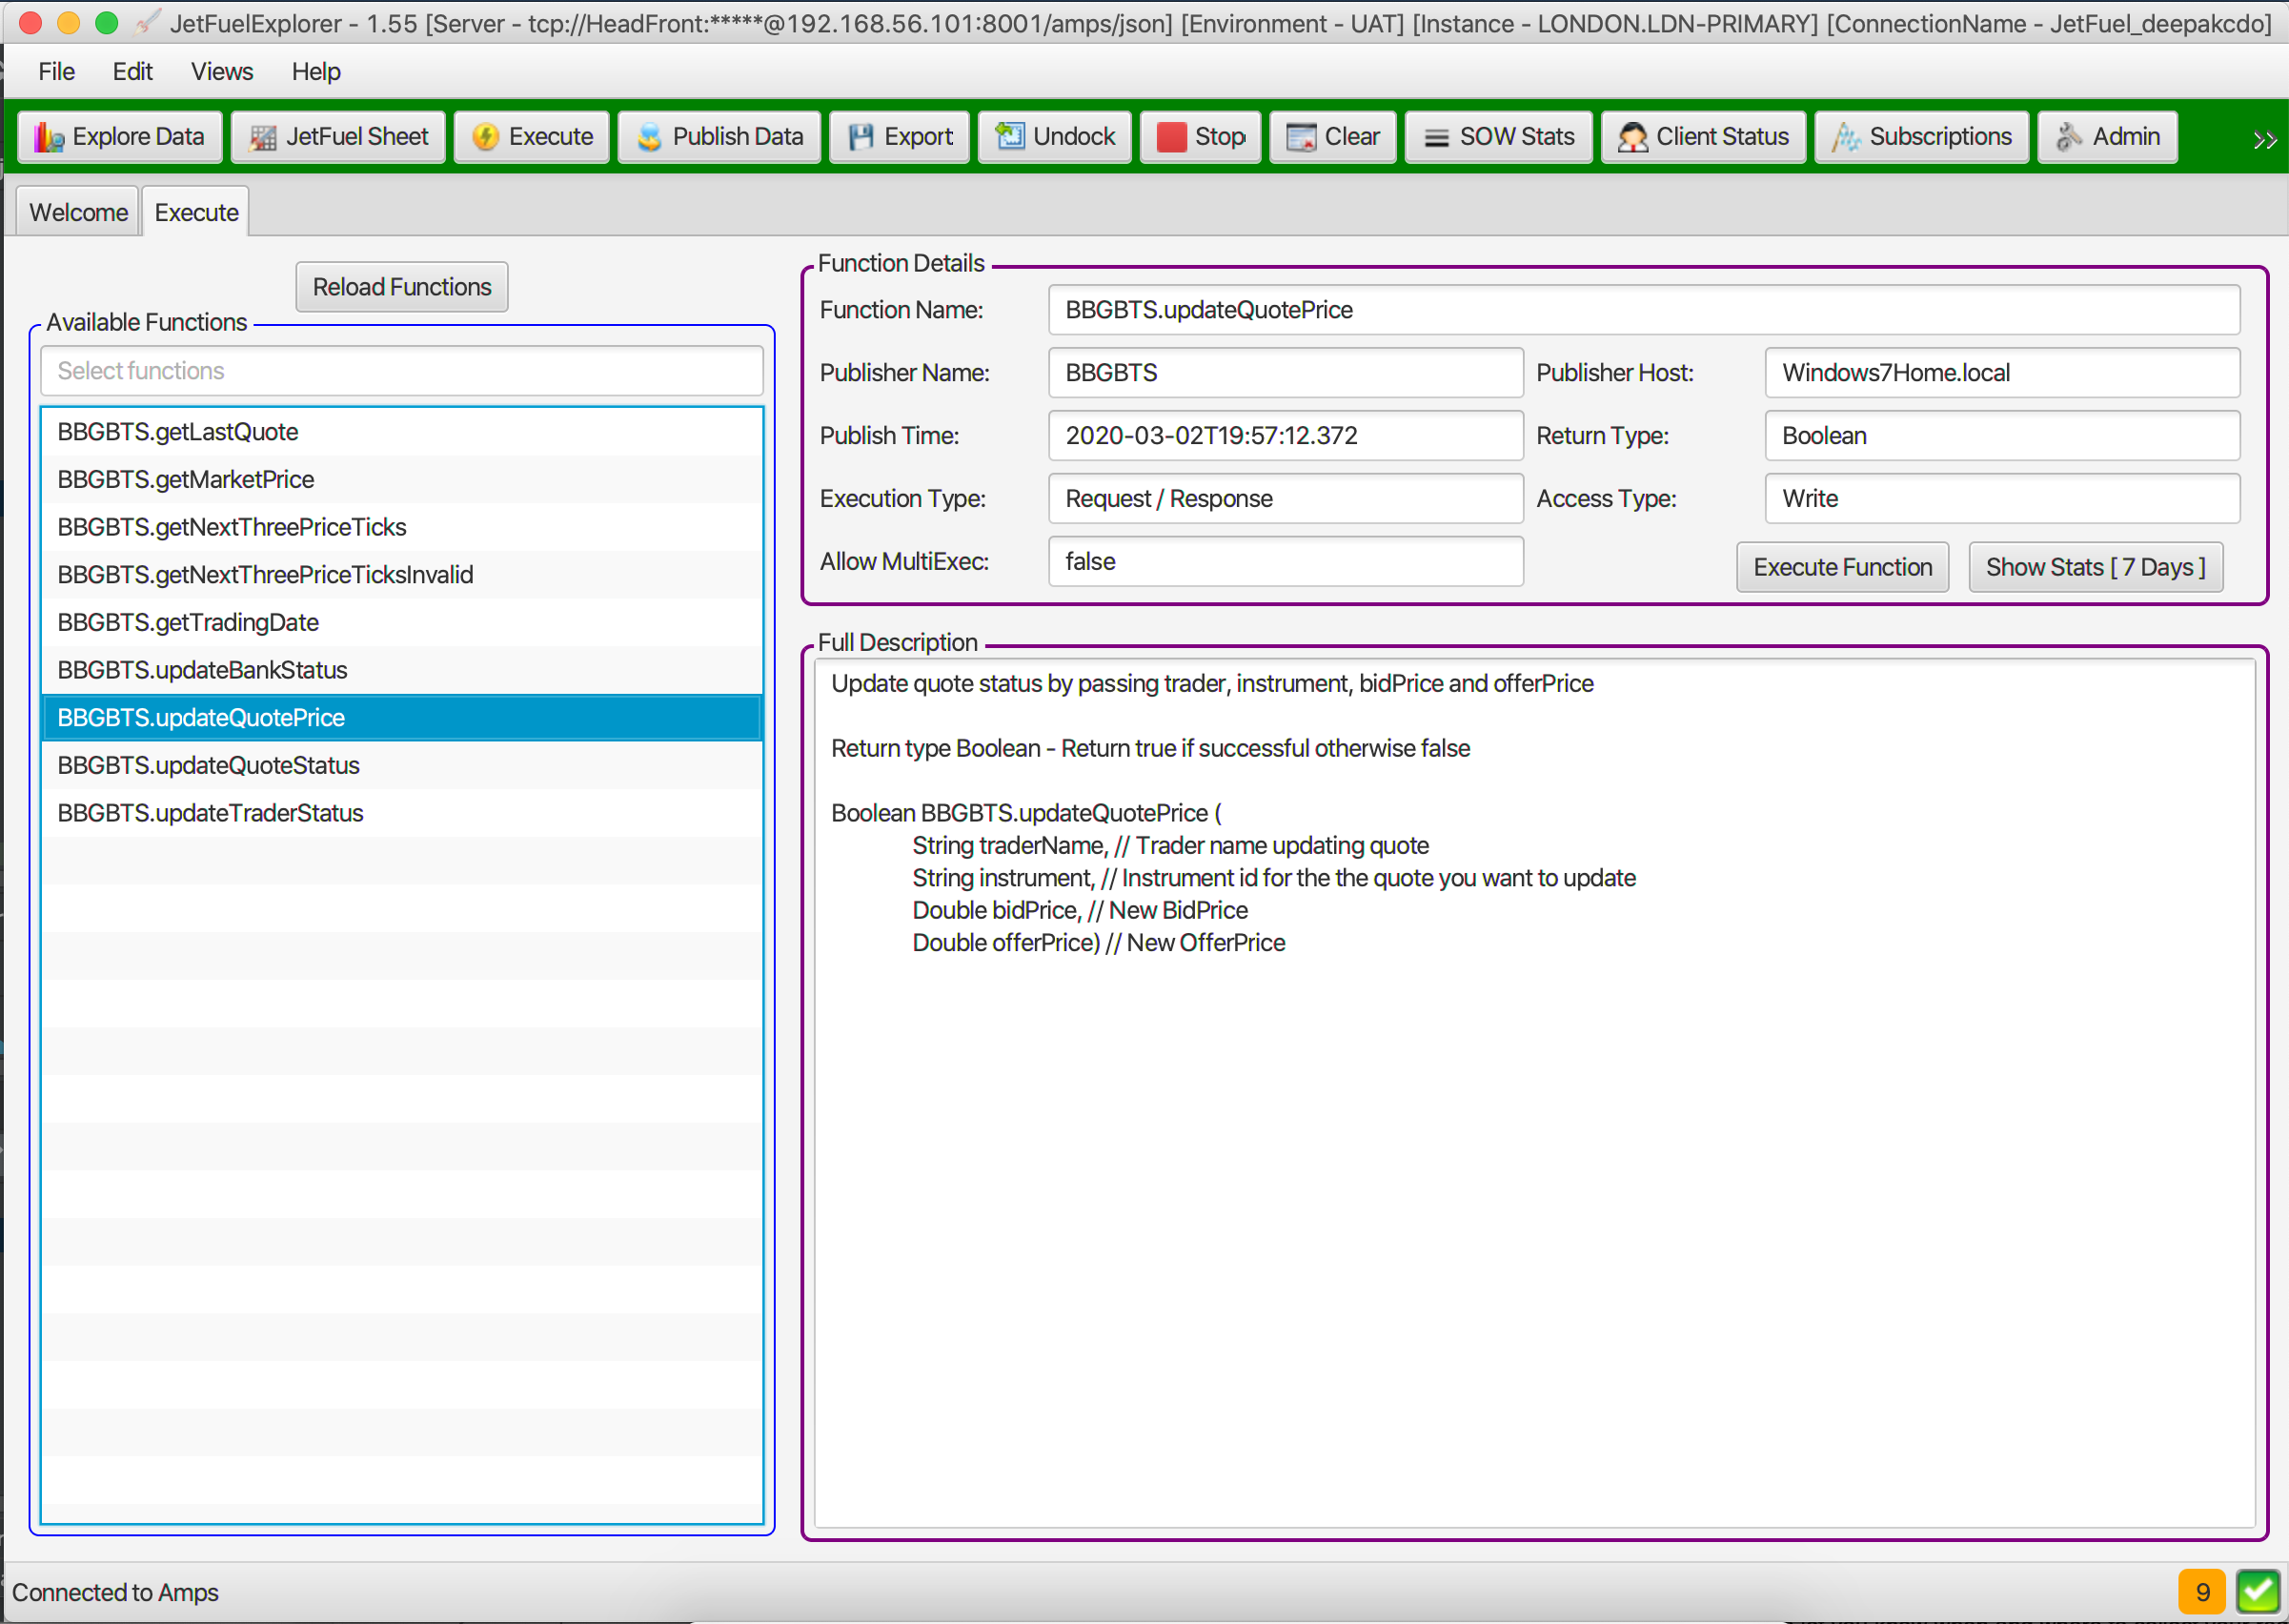 JetFuelExplorer - 1.55 [Server - tcp://HeadFront:*****@192.168.56.101:8001/amps/json] [Environment - UAT] [Instance - LONDON.LDN-PRIMARY] [ConnectionName - JetFuel_deepakcdo]
File Edit Views Help
Explore Data JetFuel Sheet Execute Publish Data Export Undock Stop Clear SOW Stats Client Status Subscriptions Admin
Welcome Execute
Reload Functions
Available Functions
Select functions
BBGBTS.getLastQuote
BBGBTS.getMarketPrice
BBGBTS.getNextThreePriceTicks
BBGBTS.getNextThreePriceTicksInvalid
BBGBTS.getTradingDate
BBGBTS.updateBankStatus
BBGBTS.updateQuotePrice
BBGBTS.updateQuoteStatus
BBGBTS.updateTraderStatus
Function Details
Function Name: BBGBTS.updateQuotePrice
Publisher Name: BBGBTS Publisher Host: Windows7Home.local
Publish Time: 2020-03-02T19:57:12.372 Return Type: Boolean
Execution Type: Request / Response Access Type: Write
Allow MultiExec: false Execute Function Show Stats [ 7 Days ]
Full Description
Update quote status by passing trader, instrument, bidPrice and offerPrice
Return type Boolean - Return true if successful otherwise false
Boolean BBGBTS.updateQuotePrice (
String traderName, // Trader name updating quote
String instrument, // Instrument id for the the quote you want to update
Double bidPrice, // New BidPrice
Double offerPrice) // New OfferPrice
Connected to Amps 9